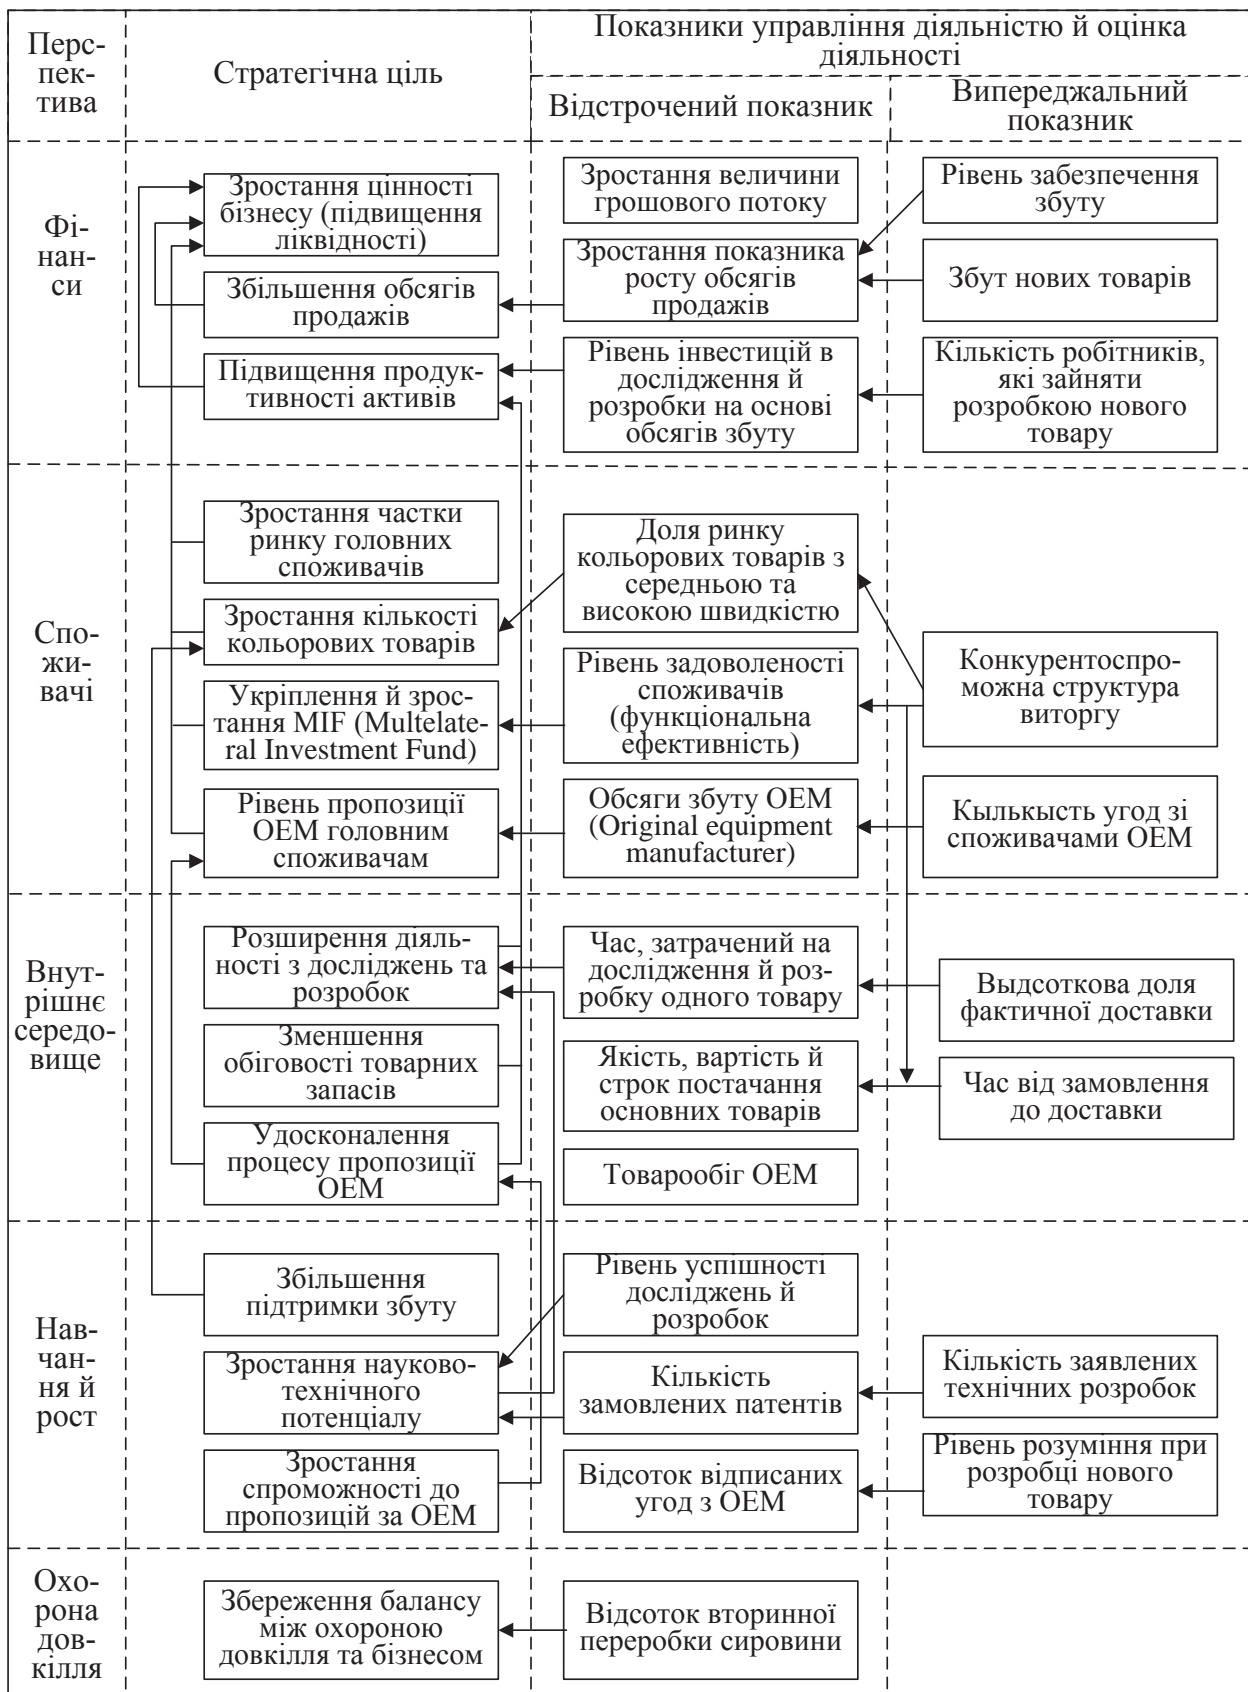 Перс-
пек-
тива
Стратегічна ціль
Показники управління діяльністю й оцінка
діяльності
Відстрочений показник
Випереджальний
показник
Фі-
нан-
си
Зростання цінності
бізнесу (підвищення
ліквідності)
Збільшення обсягів
продажів
Підвищення продук-
тивності активів
Зростання величини
грошового потоку
Зростання показника
росту обсягів
продажів
Рівень інвестицій в
дослідження й
розробки на основі
обсягів збуту
Рівень забезпечення
збуту
Збут нових товарів
Кількість робітників,
які зайняти
розробкою нового
товару
Спо-
жи-
вачі
Зростання частки
ринку головних
споживачів
Зростання кількості
кольорових товарів
Укріплення й зрос-
тання MIF (Multelate-
ral Investment Fund)
Рівень пропозиції
ОЕМ головним
споживачам
Доля ринку
кольорових товарів з
середньою та
високою швидкістю
Рівень задоволеності
споживачів
(функціональна
ефективність)
Обсяги збуту ОЕМ
(Original equipment
manufacturer)
Конкурентоспро-
можна структура
виторгу
Кылькысть угод зі
споживачами ОЕМ
Внут-
рішнє
середо-
вище
Розширення діяль-
ності з досліджень та
розробок
Зменшення
обіговості товарних
запасів
Удосконалення
процесу пропозиції
ОЕМ
Час, затрачений на
дослідження й роз-
робку одного товару
Якість, вартість й
строк постачання
основних товарів
Товарообіг ОЕМ
Выдсоткова доля
фактичної доставки
Час від замовлення
до доставки
Нав-
чан-
ня й
рост
Збільшення
підтримки збуту
Зростання науково-
технічного
потенціалу
Зростання
спроможності до
пропозицій за ОЕМ
Рівень успішності
досліджень й
розробок
Кількість
замовлених патентів
Відсоток відписаних
угод з ОЕМ
Кількість заявлених
технічних розробок
Рівень розуміння при
розробці нового
товару
Охо-
рона
дов-
кілля
Збереження балансу
між охороною
довкілля та бізнесом
Відсоток вторинної
переробки сировини